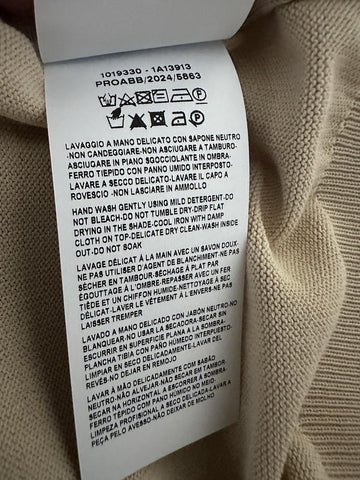 1019330 - 1A13913
PROABB/2024/5863
LAVAGGIO A MANO DELICATO CON SAPONE NEUTRO
-NON CANDEGGIARE-NON ASCIUGARE A TAMBURO-
ASCIUGARE IN PIANO SGOCCIOLANTE IN OMBRA-
FERRO TIEPIDO CON PANNO UMIDO INTERPOSTO-
LAVARE A SECCO DELICATO-LAVARE IL CAPO A
ROVESCIO - NON LASCIARE IN AMMOLLO
HAND WASH GENTLY USING MILD DETERGENT-DO
NOT BLEACH-DO NOT TUMBLE DRY-DRIP FLAT
DRYING IN THE SHADE-COOL IRON WITH DAMP
CLOTH ON TOP-DELICATE DRY CLEAN-WASH INSIDE
OUT-DO NOT SOAK
LAVAGE DÉLICAT À LA MAIN AVEC UN SAVON DOUX-
NE PAS UTILISER D'AGENT DE BLANCHIMENT-NE PAS
SÉCHER EN TAMBOUR-SÉCHAGE À PLAT PAR
ÉGOUTTAGE À L'OMBRE-REPASSER AVEC UN FER
TIÈDE ET UN CHIFFON HUMIDE-NETTOYAGE À SEC
DÉLICAT-LAVER LE VÊTEMENT À L'ENVERS-NE PAS
LAISSER TREMPER
LAVADO A MANO DELICADO CON JABÓN NEUTRO-NO
BLANQUEAR-NO USAR LA SECADORA-SECAR SIN
ESCURRIR EN SUPERFICIE PLANA A LA SOMBRA-
PLANCHA TIBIA CON PAÑO HÚMEDO INTERPUESTO-
LIMPIAR EN SECO DELICADAMENTE-LAVAR DEL
REVÉS-NO DEJAR EN REMOJO
LAVAR À MÃO DELICADAMENTE COM SABÃO
NEUTRO-NÃO ALVEJAR-NÃO SECAR EM TAMBOR-
SECAR NA HORIZONTAL A ESCORRER À SOMBRA-
FERRO TÉPIDO COM PANO HÚMIDO NO MEIO-
LIMPEZA PROFISSIONAL A SECO DELICADA-LAVAR A
PEÇA PELO AVESSO-NÃO DEIXAR DE MOLHO